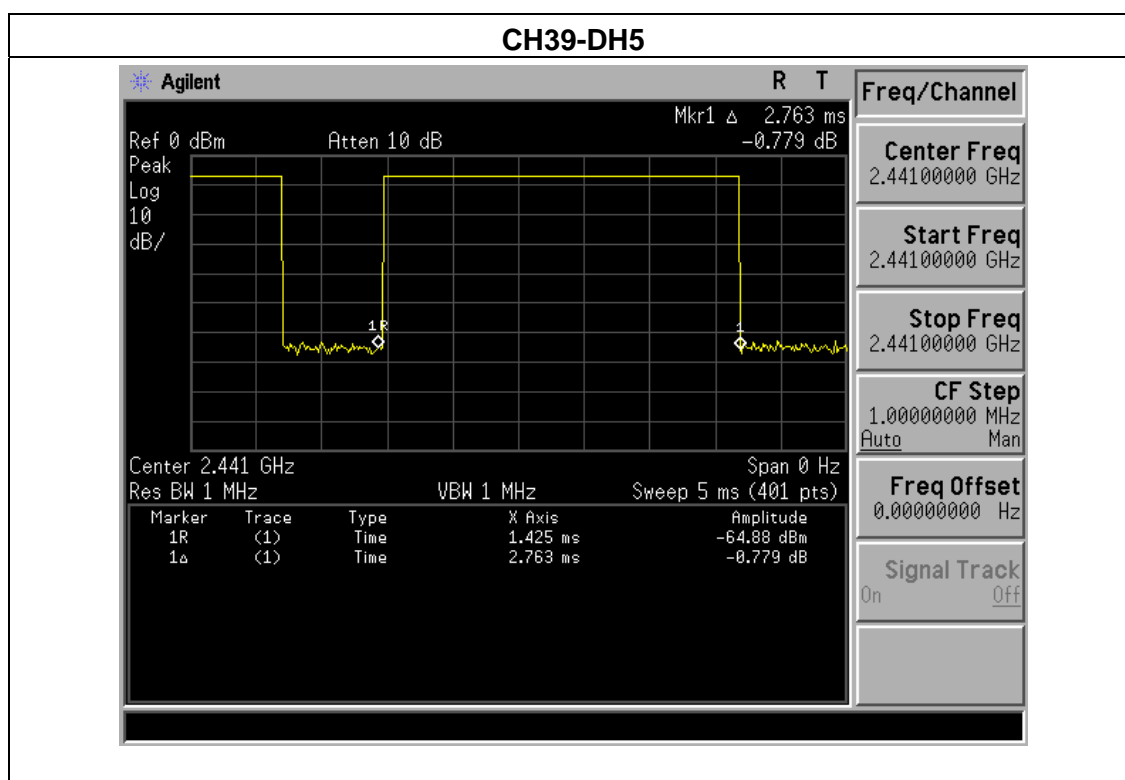 CH39-DH5
Agilent R T
Mkr1 Δ 2.763 ms
Ref 0 dBm Atten 10 dB -0.779 dB
Peak
Log
10
dB/
1R
1
Center 2.441 GHz Span 0 Hz
Res BW 1 MHz VBW 1 MHz Sweep 5 ms (401 pts)
Marker Trace Type X Axis Amplitude
1R (1) Time 1.425 ms -64.88 dBm
1Δ (1) Time 2.763 ms -0.779 dB
Freq/Channel
Center Freq
2.44100000 GHz
Start Freq
2.44100000 GHz
Stop Freq
2.44100000 GHz
CF Step
1.00000000 MHz
Auto Man
Freq Offset
0.00000000 Hz
Signal Track
On Off